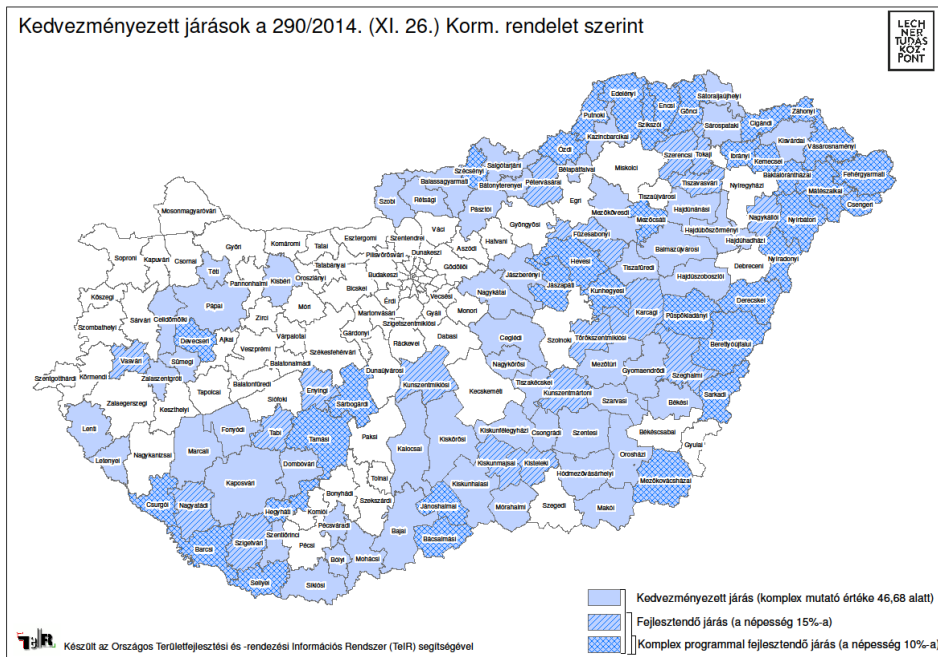 Kedvezményezett járások a 290/2014. (XI. 26.) Korm. rendelet szerint
LECH
NER
TUDÁS
KÖZ-
PONT
Sátoraljaújhelyi
Edelényi
Encsi
Gönci
Putnoki
Szikszói
Sárospataki
Cigándi
Záhonyi
Kazincbarcikai
Kisvárdai
Vásárosnaményi
Ózdi
Szerencsi
Tokaji
Ibrányi
Kemecsei
Salgótarjáni
Szécsényi
Bélapátfalvai
Miskolci
Baktalórántházai
Fehérgyarmati
Balassagyarmati
Bátonyterenyei
Pétervásárai
Tiszavasvári
Nyíregyházi
Mátészalkai
Szobi
Rétsági
Egri
Tiszaújvárosi
Csengeri
Pásztói
Mezőkövesdi
Mezőcsáti
Hajdúnánási
Nagykállói
Nyírbátori
Mosonmagyaróvári
Váci
Gyöngyösi
Füzesabonyi
Hajdúböszörményi
Hajdúhadházi
Győri
Komáromi
Tatai
Esztergomi
Szentendrei
Aszódi
Hatvani
Balmazújvárosi
Debreceni
Nyíradonyi
Soproni
Kapuvári
Csornai
Pilisvörösvári
Dunakeszi
Hevesi
Tatabányai
Gödöllői
Téti
Pannonhalmi
Kisbéri
Oroszlányi
Budakeszi
Jászberényi
Tiszafüredi
Hajdúszoboszlói
Bicskei
Jászapáti
Kunhegyesi
Kőszegi
Pápai
Móri
Érdi
Vecsési
Nagykátai
Derecskei
Celldömölki
Zirci
Martonvásári
Gyáli
Monori
Karcagi
Püspökladányi
Szombathelyi
Sárvári
Devecseri
Ajkai
Várpalotai
Gárdonyi
Szigetszentmiklósi
Szolnoki
Törökszentmiklósi
Veszprémi
Székesfehérvári
Ráckevei
Dabasi
Ceglédi
Berettyóújfalui
Vasvári
Sümegi
Balatonalmádi
Nagykőrösi
Mezőtúri
Gyomaendrődi
Szeghalmi
Szentgotthárdi
Körmendi
Zalaszentgróti
Dunaújvárosi
Tiszakécskei
Zalaegerszegi
Tapolcai
Balatonfüredi
Enyingi
Kunszentmiklósi
Kecskeméti
Kunszentmártoni
Szarvasi
Békési
Sarkadi
Keszthelyi
Siófoki
Sárbogárdi
Lenti
Fonyódi
Tabi
Tamási
Paksi
Kiskőrösi
Kiskunfélegyházi
Csongrádi
Szentesi
Békéscsabai
Gyulai
Letenyei
Nagykanizsai
Marcali
Kalocsai
Orosházi
Dombóvári
Kiskunmajsai
Kisteleki
Hódmezővásárhelyi
Kaposvári
Tolnai
Kiskunhalasi
Mezőkovácsházai
Bonyhádi
Szekszárdi
Csurgói
Nagyatádi
Hegyháti
Komlói
Jánoshalmai
Mórahalmi
Szegedi
Makói
Pécsváradi
Barcsi
Szigetvári
Szentlőrinci
Pécsi
Bajai
Bácsalmási
Bólyi
Mohácsi
Sellyei
Siklósi
Kedvezményezett járás (komplex mutató értéke 46,68 alatt)
Fejlesztendő járás (a népesség 15%-a)
Komplex programmal fejlesztendő járás (a népesség 10%-a)
TeIR
Készült az Országos Területfejlesztési és -rendezési Információs Rendszer (TeIR) segítségével